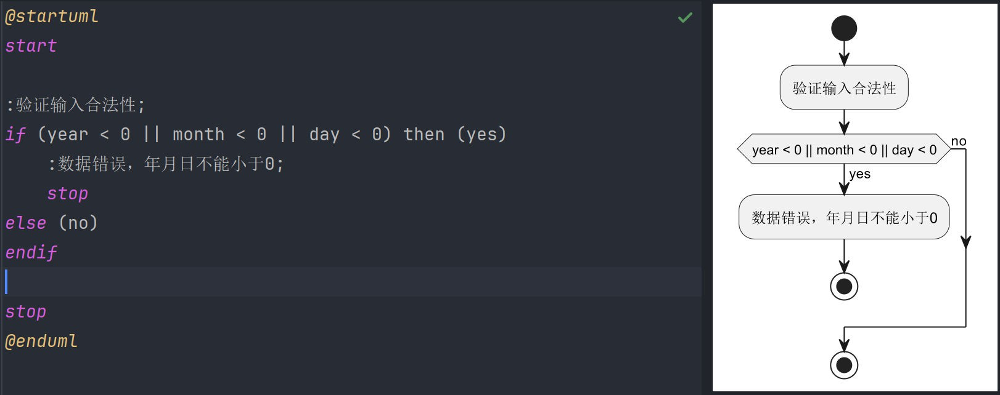 @startuml
start
:验证输入合法性;
if (year < 0 || month < 0 || day < 0) then (yes)
:数据错误，年月日不能小于0;
stop
else (no)
endif
stop
@enduml
验证输入合法性
year < 0 || month < 0 || day < 0
no
yes
数据错误，年月日不能小于0